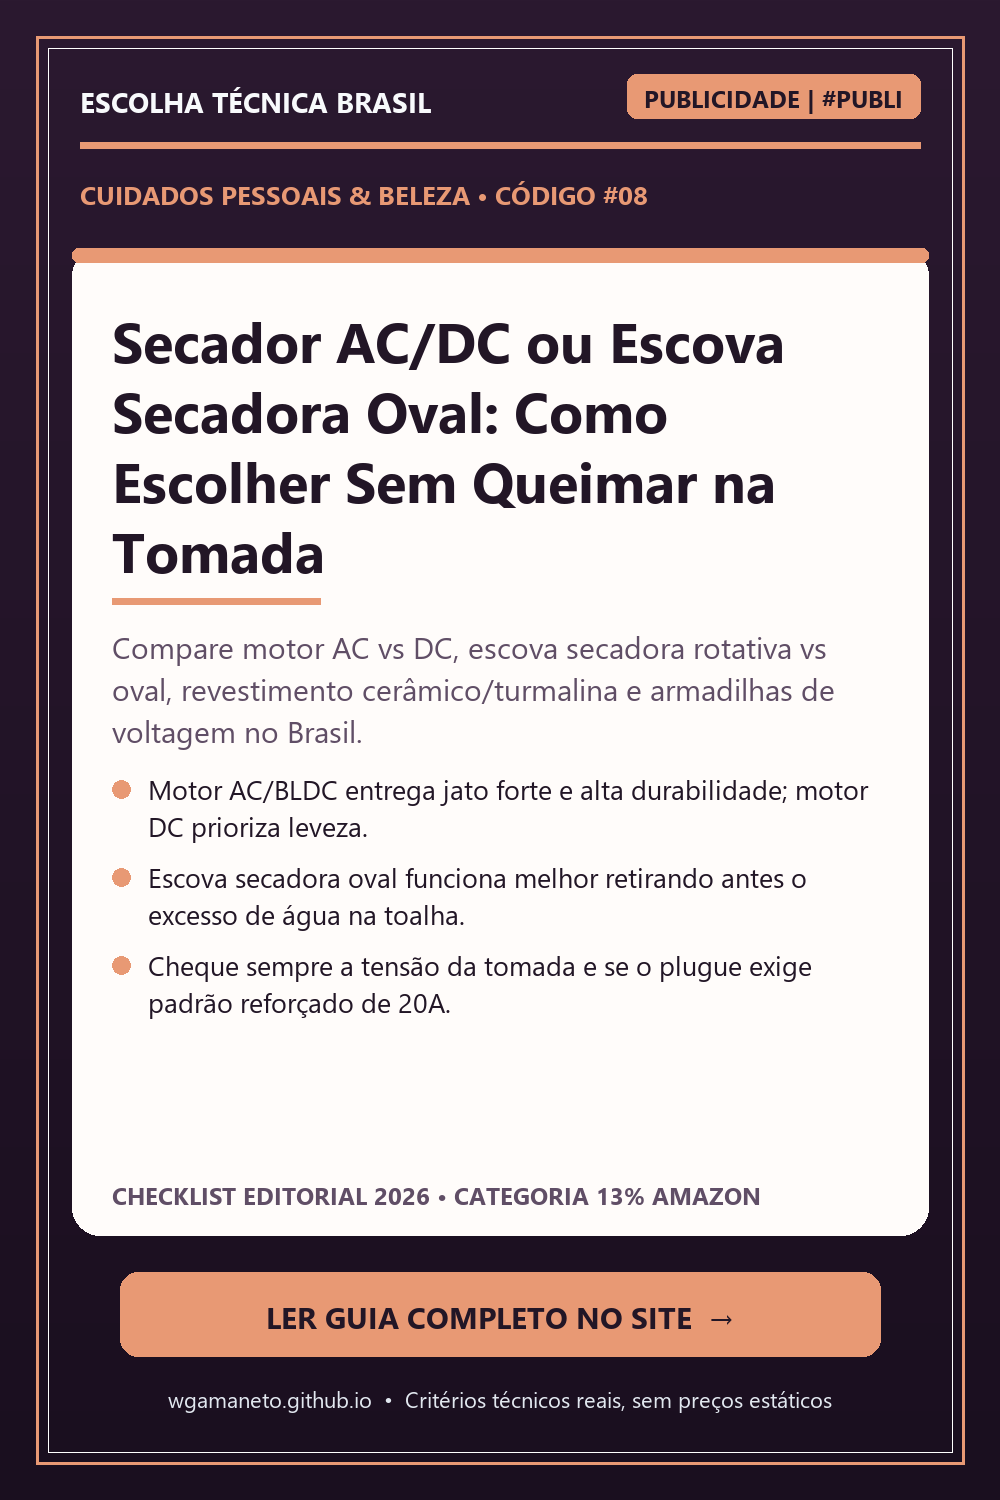 ESCOLHA TÉCNICA BRASIL
PUBLICIDADE | #PUBLI
CUIDADOS PESSOAIS & BELEZA • CÓDIGO #08
Secador AC/DC ou Escova
Secadora Oval: Como
Escolher Sem Queimar na
Tomada
Compare motor AC vs DC, escova secadora rotativa vs
oval, revestimento cerâmico/turmalina e armadilhas de
voltagem no Brasil.
Motor AC/BLDC entrega jato forte e alta durabilidade; motor
DC prioriza leveza.
Escova secadora oval funciona melhor retirando antes o
excesso de água na toalha.
Cheque sempre a tensão da tomada e se o plugue exige
padrão reforçado de 20A.
CHECKLIST EDITORIAL 2026 • CATEGORIA 13% AMAZON
LER GUIA COMPLETO NO SITE →
wgamaneto.github.io • Critérios técnicos reais, sem preços estáticos